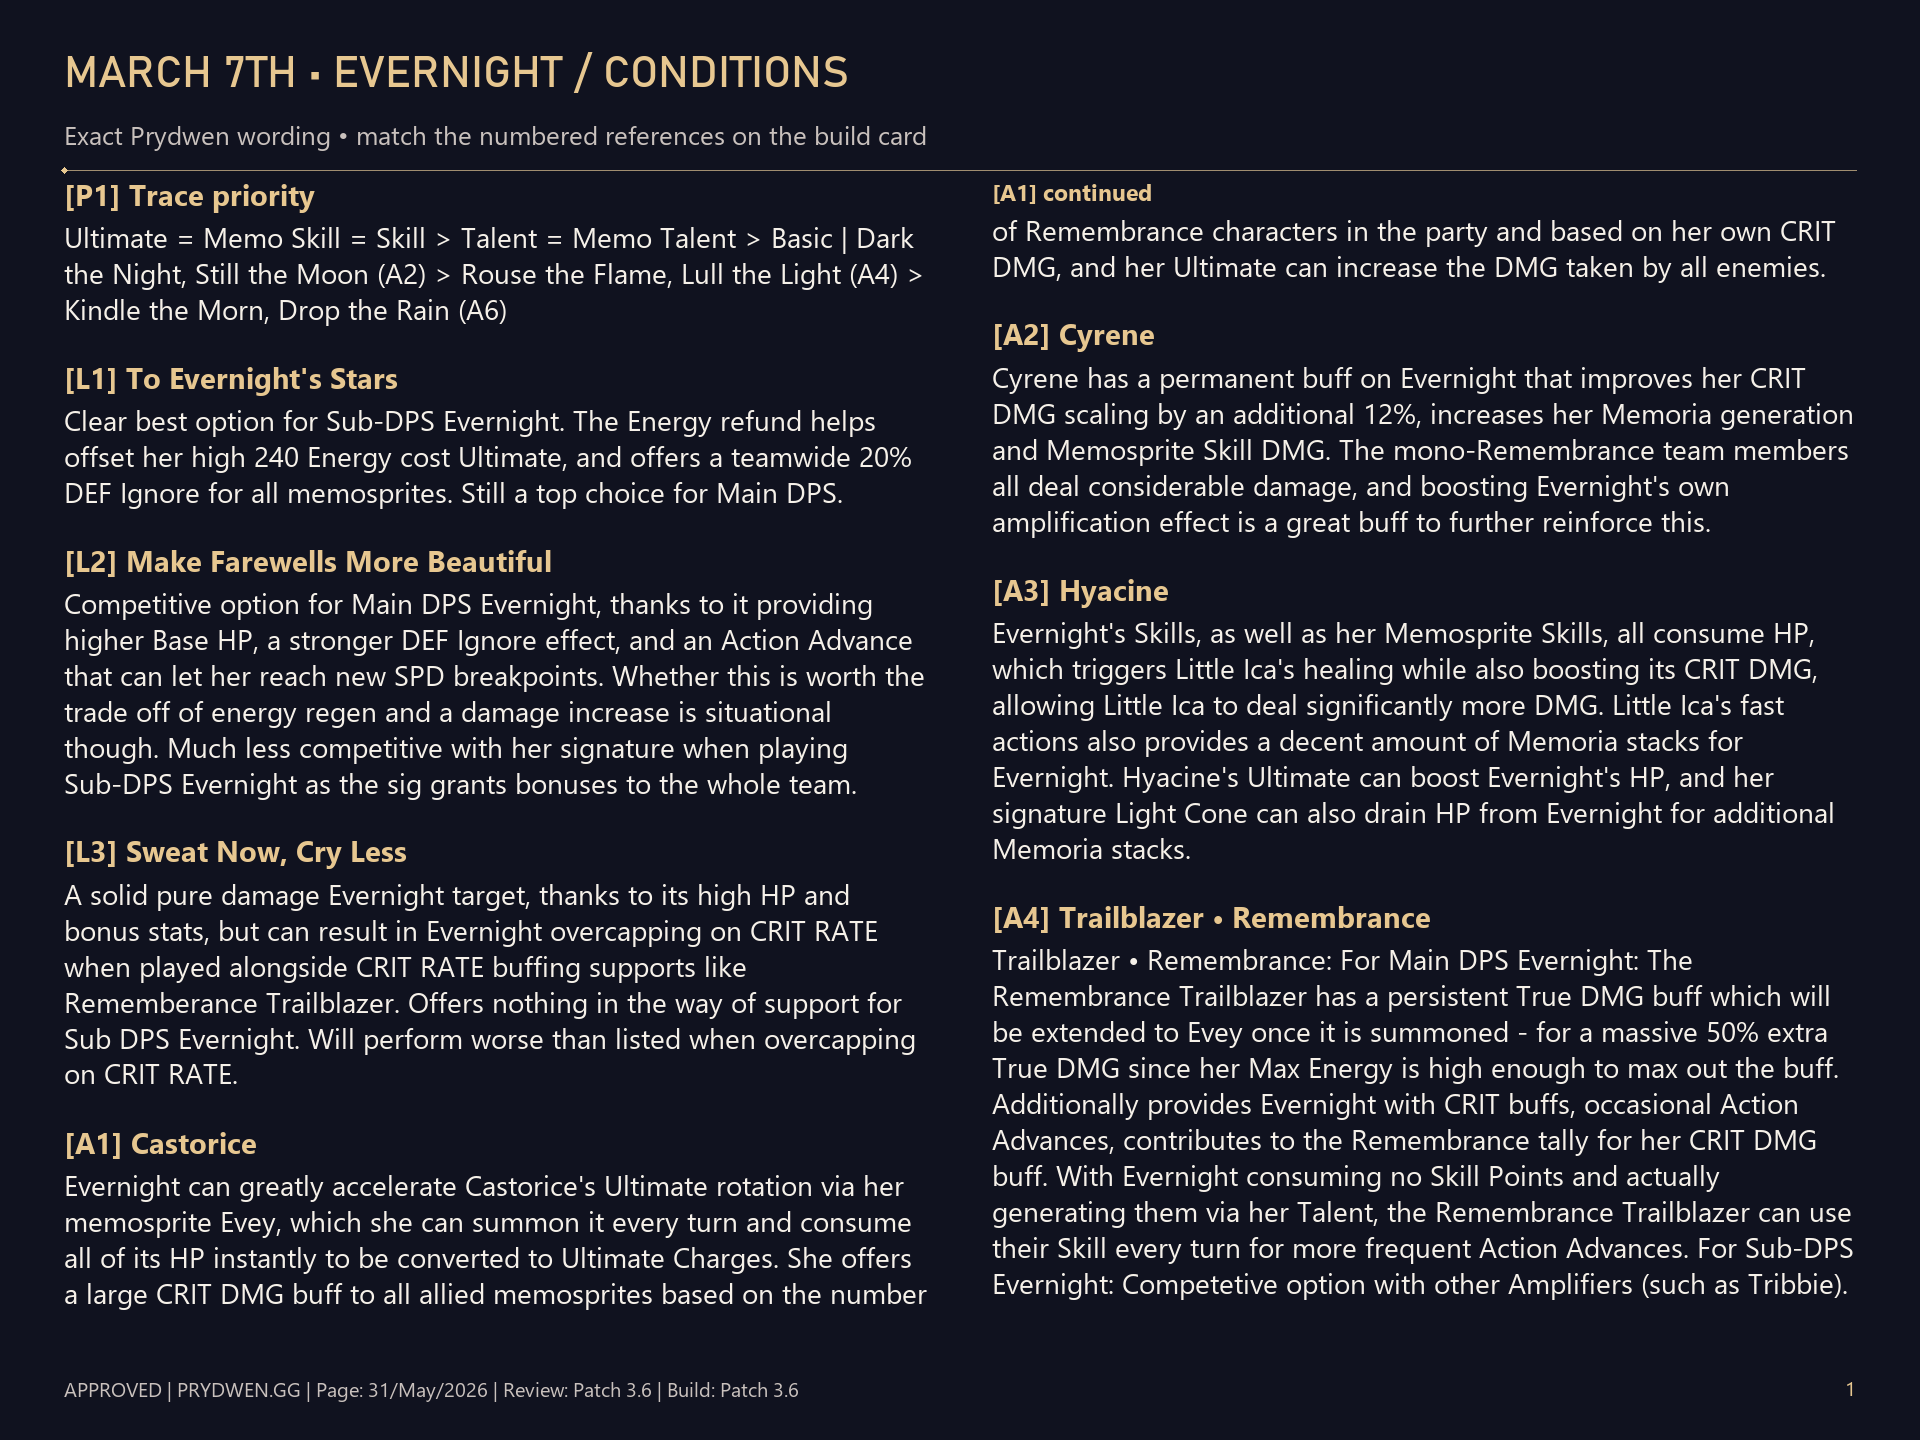 MARCH 7TH • EVERNIGHT / CONDITIONS
Exact Prydwen wording • match the numbered references on the build card
[P1] Trace priority
Ultimate = Memo Skill = Skill > Talent = Memo Talent > Basic | Dark
the Night, Still the Moon (A2) > Rouse the Flame, Lull the Light (A4) >
Kindle the Morn, Drop the Rain (A6)
[L1] To Evernight's Stars
Clear best option for Sub-DPS Evernight. The Energy refund helps
offset her high 240 Energy cost Ultimate, and offers a teamwide 20%
DEF Ignore for all memosprites. Still a top choice for Main DPS.
[L2] Make Farewells More Beautiful
Competitive option for Main DPS Evernight, thanks to it providing
higher Base HP, a stronger DEF Ignore effect, and an Action Advance
that can let her reach new SPD breakpoints. Whether this is worth the
trade off of energy regen and a damage increase is situational
though. Much less competitive with her signature when playing
Sub-DPS Evernight as the sig grants bonuses to the whole team.
[L3] Sweat Now, Cry Less
A solid pure damage Evernight target, thanks to its high HP and
bonus stats, but can result in Evernight overcapping on CRIT RATE
when played alongside CRIT RATE buffing supports like
Rememberance Trailblazer. Offers nothing in the way of support for
Sub DPS Evernight. Will perform worse than listed when overcapping
on CRIT RATE.
[A1] Castorice
Evernight can greatly accelerate Castorice's Ultimate rotation via her
memosprite Evey, which she can summon it every turn and consume
all of its HP instantly to be converted to Ultimate Charges. She offers
a large CRIT DMG buff to all allied memosprites based on the number
[A1] continued
of Remembrance characters in the party and based on her own CRIT
DMG, and her Ultimate can increase the DMG taken by all enemies.
[A2] Cyrene
Cyrene has a permanent buff on Evernight that improves her CRIT
DMG scaling by an additional 12%, increases her Memoria generation
and Memosprite Skill DMG. The mono-Remembrance team members
all deal considerable damage, and boosting Evernight's own
amplification effect is a great buff to further reinforce this.
[A3] Hyacine
Evernight's Skills, as well as her Memosprite Skills, all consume HP,
which triggers Little Ica's healing while also boosting its CRIT DMG,
allowing Little Ica to deal significantly more DMG. Little Ica's fast
actions also provides a decent amount of Memoria stacks for
Evernight. Hyacine's Ultimate can boost Evernight's HP, and her
signature Light Cone can also drain HP from Evernight for additional
Memoria stacks.
[A4] Trailblazer • Remembrance
Trailblazer • Remembrance: For Main DPS Evernight: The
Remembrance Trailblazer has a persistent True DMG buff which will
be extended to Evey once it is summoned - for a massive 50% extra
True DMG since her Max Energy is high enough to max out the buff.
Additionally provides Evernight with CRIT buffs, occasional Action
Advances, contributes to the Remembrance tally for her CRIT DMG
buff. With Evernight consuming no Skill Points and actually
generating them via her Talent, the Remembrance Trailblazer can use
their Skill every turn for more frequent Action Advances. For Sub-DPS
Evernight: Competetive option with other Amplifiers (such as Tribbie).
APPROVED | PRYDWEN.GG | Page: 31/May/2026 | Review: Patch 3.6 | Build: Patch 3.6
1